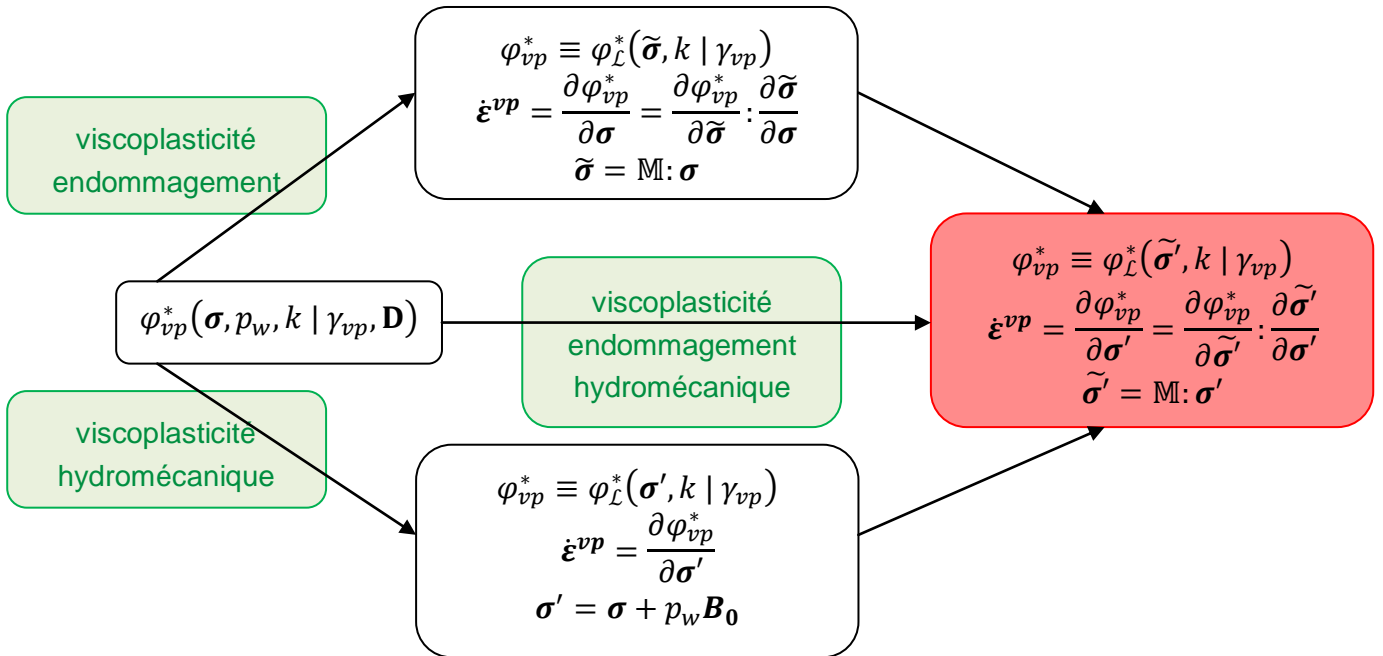 φ*_vp ≡ φ*_ℒ(σ̃, k | γ_vp)
ε̇^vp = ∂φ*_vp/∂σ = ∂φ*_vp/∂σ̃ : ∂σ̃/∂σ
σ̃ = 𝕄: σ
viscoplasticité
endommagement
φ*_vp(σ, p_w, k | γ_vp, D)
viscoplasticité
endommagement
hydromécanique
φ*_vp ≡ φ*_ℒ(σ̃′, k | γ_vp)
ε̇^vp = ∂φ*_vp/∂σ′ = ∂φ*_vp/∂σ̃′ : ∂σ̃′/∂σ′
σ̃′ = 𝕄: σ′
viscoplasticité
hydromécanique
φ*_vp ≡ φ*_ℒ(σ′, k | γ_vp)
ε̇^vp = ∂φ*_vp/∂σ′
σ′ = σ + p_w B_0